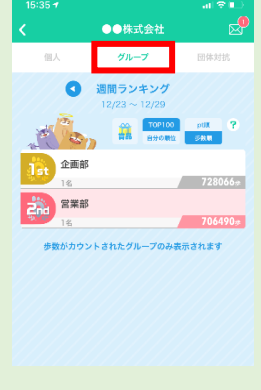 15:35
●●株式会社
個人 グループ 団体対抗
週間ランキング
12/23 〜 12/29
TOP100 pt順 ?
自分の順位 歩数順
1st 企画部
1名 728066歩
2nd 営業部
1名 706490歩
歩数がカウントされたグループのみ表示されます